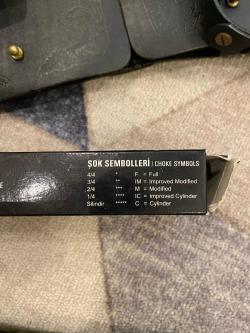 ŞOK SEMBOLLERİ / CHOKE SYMBOLS
4/4 * F = Full
3/4 ** IM = Improved Modified
2/4 *** M = Modified
1/4 **** IC = Improved Cylinder
Silindir ***** C = Cylinder